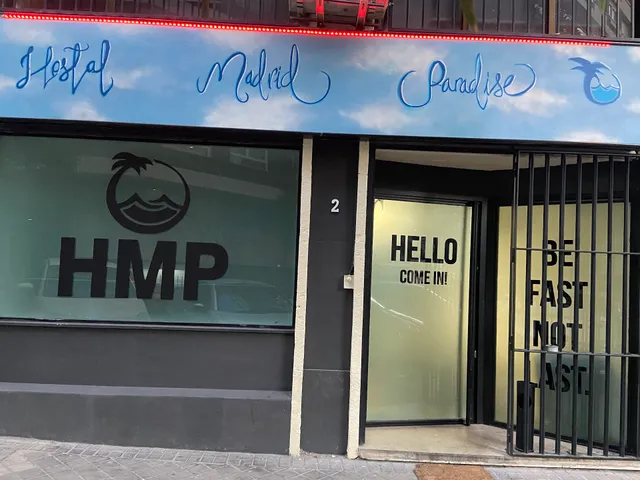 Hostal Madrid Paradise
HMP
2
HELLO
COME IN!
BE
FAST
NOT
LAST.